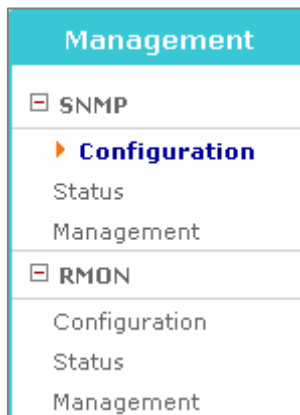 Management
SNMP
Configuration
Status
Management
RMON
Configuration
Status
Management